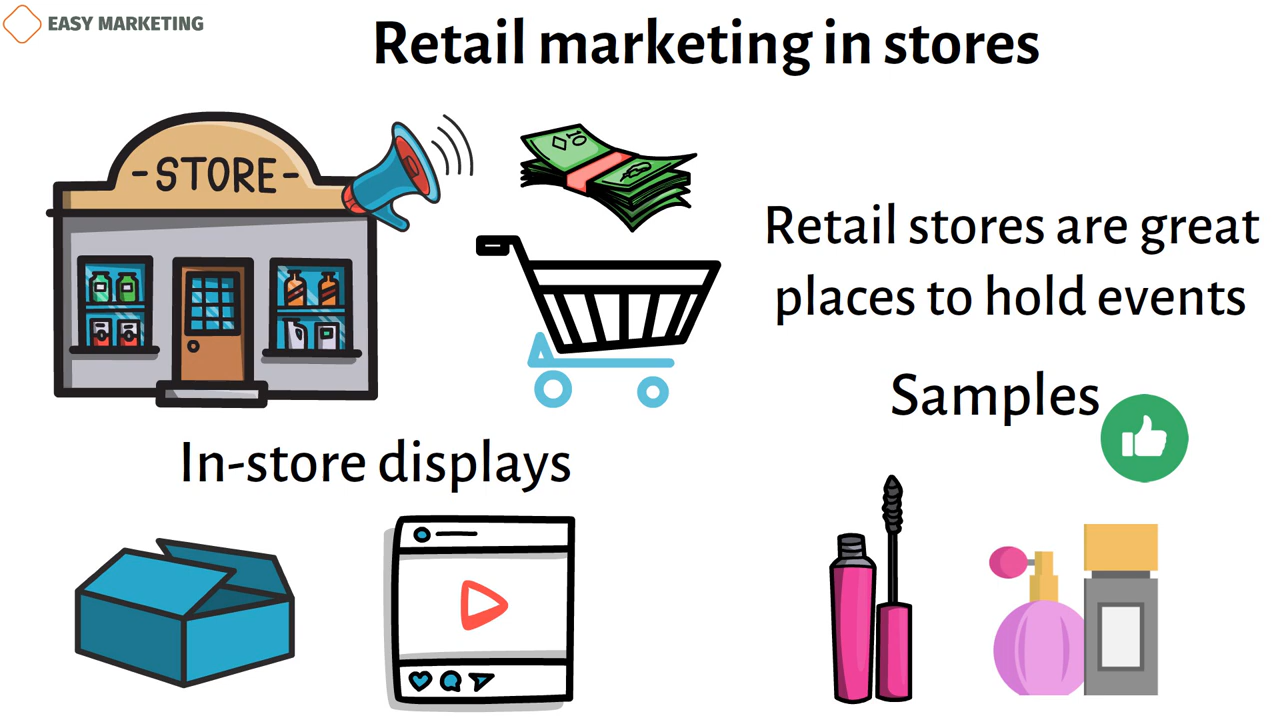 EASY MARKETING
Retail marketing in stores
-STORE-
10
Retail stores are great
places to hold events
Samples
In-store displays